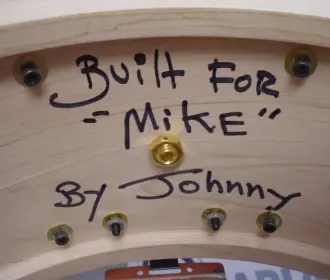 Built For
"Mike"
By Johnny